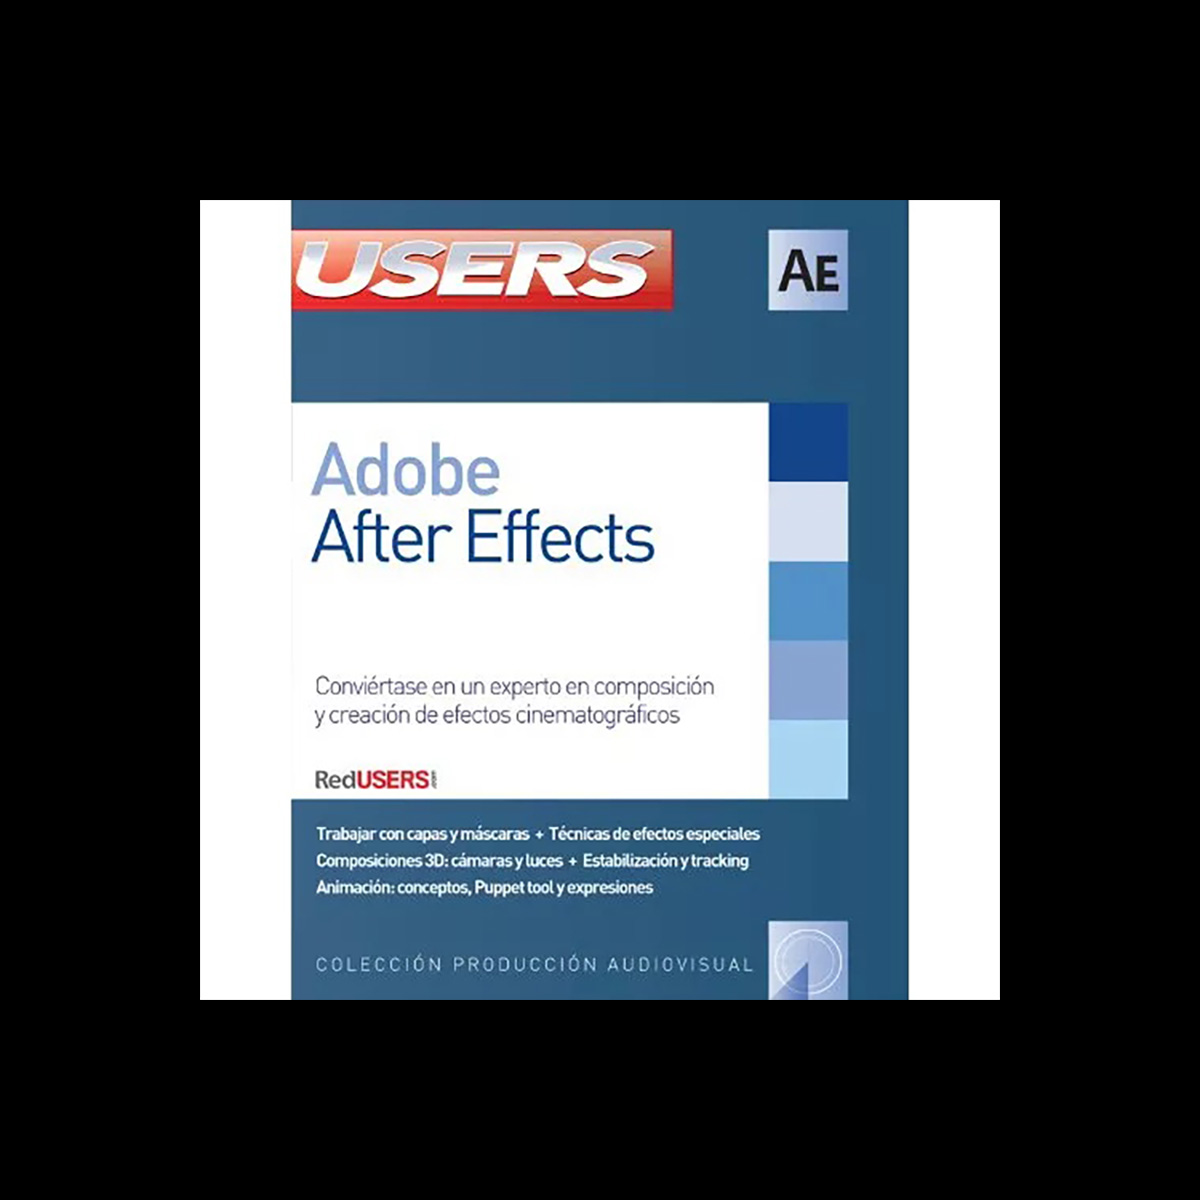 USERS
AE
Adobe
After Effects
Conviértase en un experto en composición
y creación de efectos cinematográficos
RedUSERS.com
Trabajar con capas y máscaras + Técnicas de efectos especiales
Composiciones 3D: cámaras y luces + Estabilización y tracking
Animación: conceptos, Puppet tool y expresiones
COLECCIÓN PRODUCCIÓN AUDIOVISUAL